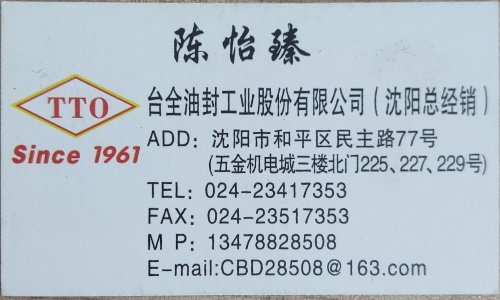 陈怡臻
TTO
Since 1961
台全油封工业股份有限公司（沈阳总经销）
ADD: 沈阳市和平区民主路77号
(五金机电城三楼北门225、227、229号)
TEL: 024-23417353
FAX: 024-23517353
M P: 13478828508
E-mail:CBD28508@163.com